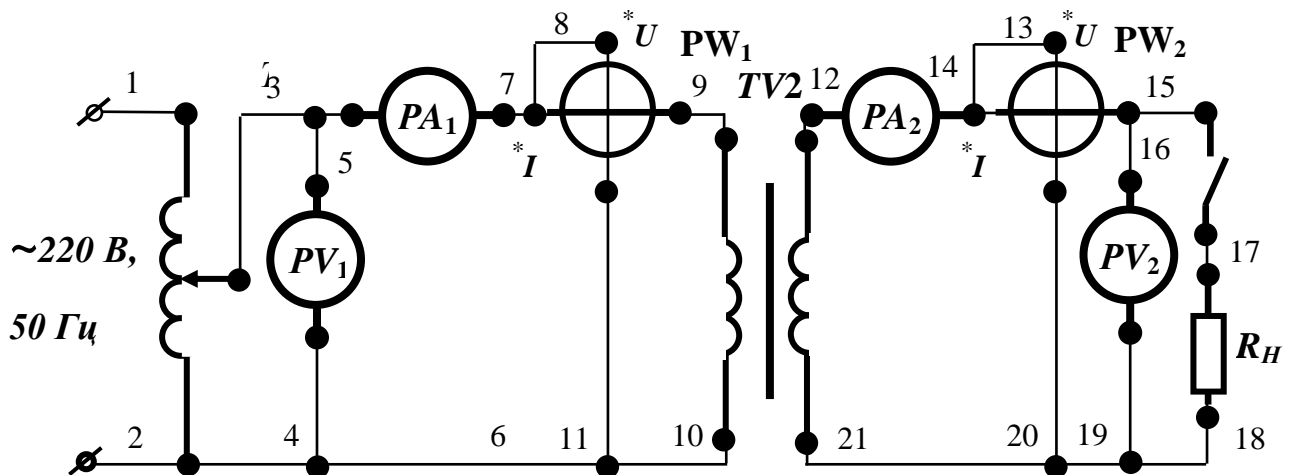 8 *U PW₁ 13 *U PW₂
1 3 7 9 TV2 12 14 15
PA₁ PA₂
*I *I 16
5
~220 В, PV₁ PV₂ 17
50 Гц R_H
2 4 6 11 10 21 20 19 18